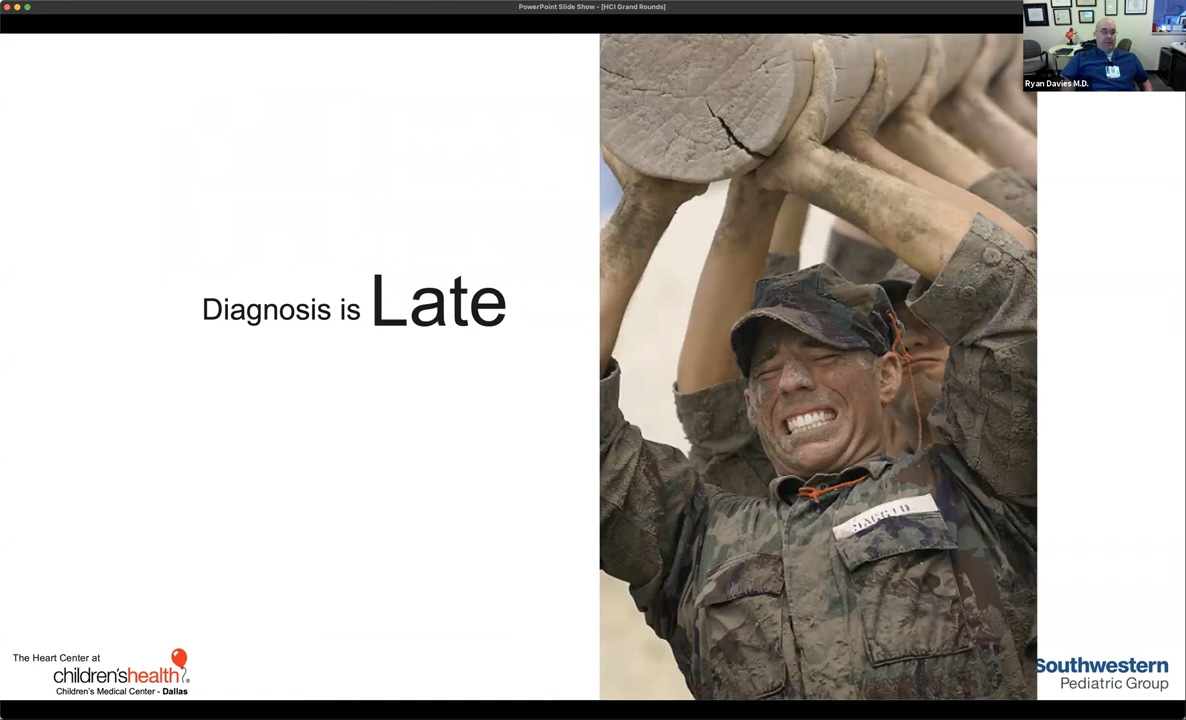 PowerPoint Slide Show - [HCI Grand Rounds]
Ryan Davies M.D.
Diagnosis is Late
The Heart Center at
children'shealth®
Children's Medical Center - Dallas
Southwestern
Pediatric Group